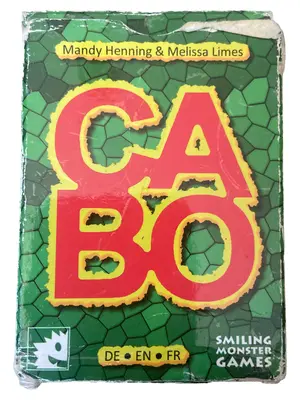 Mandy Henning & Melissa Limes
CA
BO
DE • EN • FR
SMILING
MONSTER
GAMES